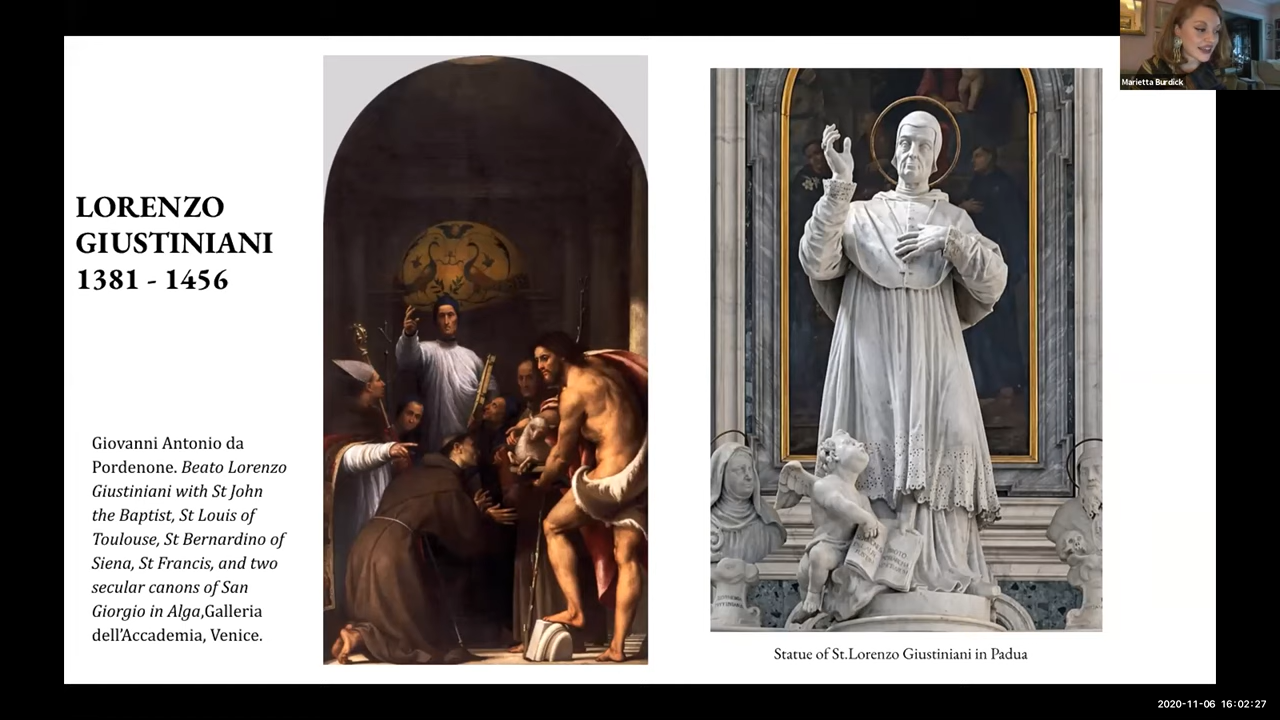 Marietta Burdick
LORENZO
GIUSTINIANI
1381 - 1456
Giovanni Antonio da
Pordenone. Beato Lorenzo
Giustiniani with St John
the Baptist, St Louis of
Toulouse, St Bernardino of
Siena, St Francis, and two
secular canons of San
Giorgio in Alga,Galleria
dell’Accademia, Venice.
Statue of St.Lorenzo Giustiniani in Padua
2020-11-06 16:02:27